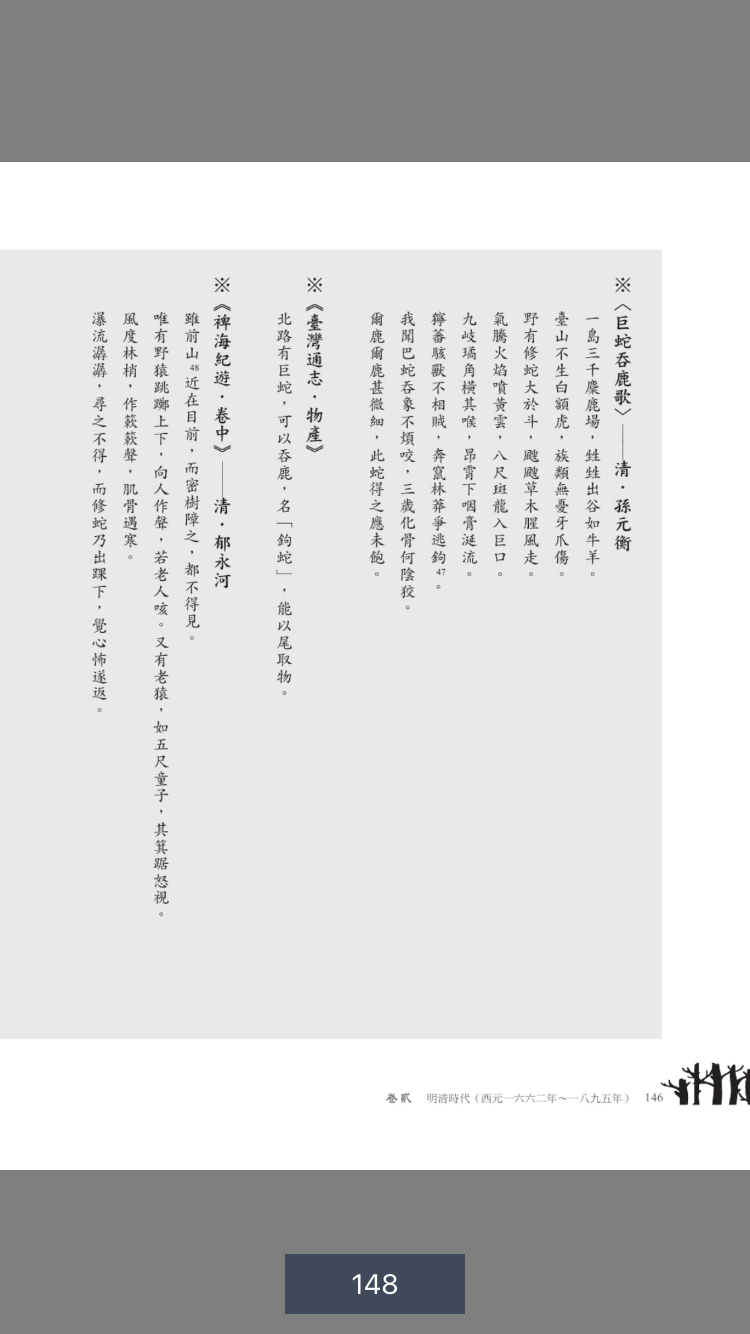 ※〈巨蛇吞鹿歌〉——清．孫元衡
一島三千麋鹿場，甡甡出谷如牛羊。
臺山不生白額虎，族類無憂牙爪傷。
野有修蛇大於斗，颼颼草木腥風走。
氣騰火焰噴黃雲，八尺斑龍入巨口。
九岐璚角橫其喉，昂霄下咽膏涎流。
獰蕃駭獸不相賊，奔竄林莽爭逃鉤47。
我聞巴蛇吞象不煩咬，三歲化骨何陰狡。
爾鹿爾鹿甚微細，此蛇得之應未飽。
※《臺灣通志．物產》
北路有巨蛇，可以吞鹿，名「鉤蛇」，能以尾取物。
※《裨海紀遊．卷中》——清．郁永河
雖前山48近在目前，而密樹障之，都不得見。
唯有野猿跳躑上下，向人作聲，若老人咳。又有老猿，如五尺童子，其箕踞怒視。
風度林梢，作簌簌聲，肌骨遇寒。
瀑流潺潺，尋之不得，而修蛇乃出踝下，覺心怖遂返。
卷貳 明清時代（西元一六六二年～一八九五年） 146
148